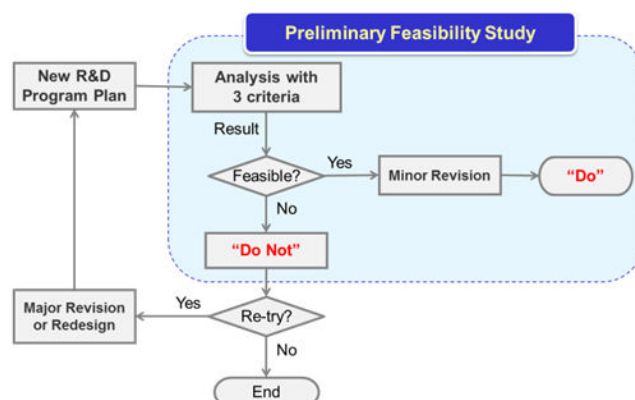 Preliminary Feasibility Study
New R&D
Program Plan
Analysis with
3 criteria
Result
Feasible?
Yes
Minor Revision
“Do”
No
“Do Not”
Major Revision
or Redesign
Yes
Re-try?
No
End